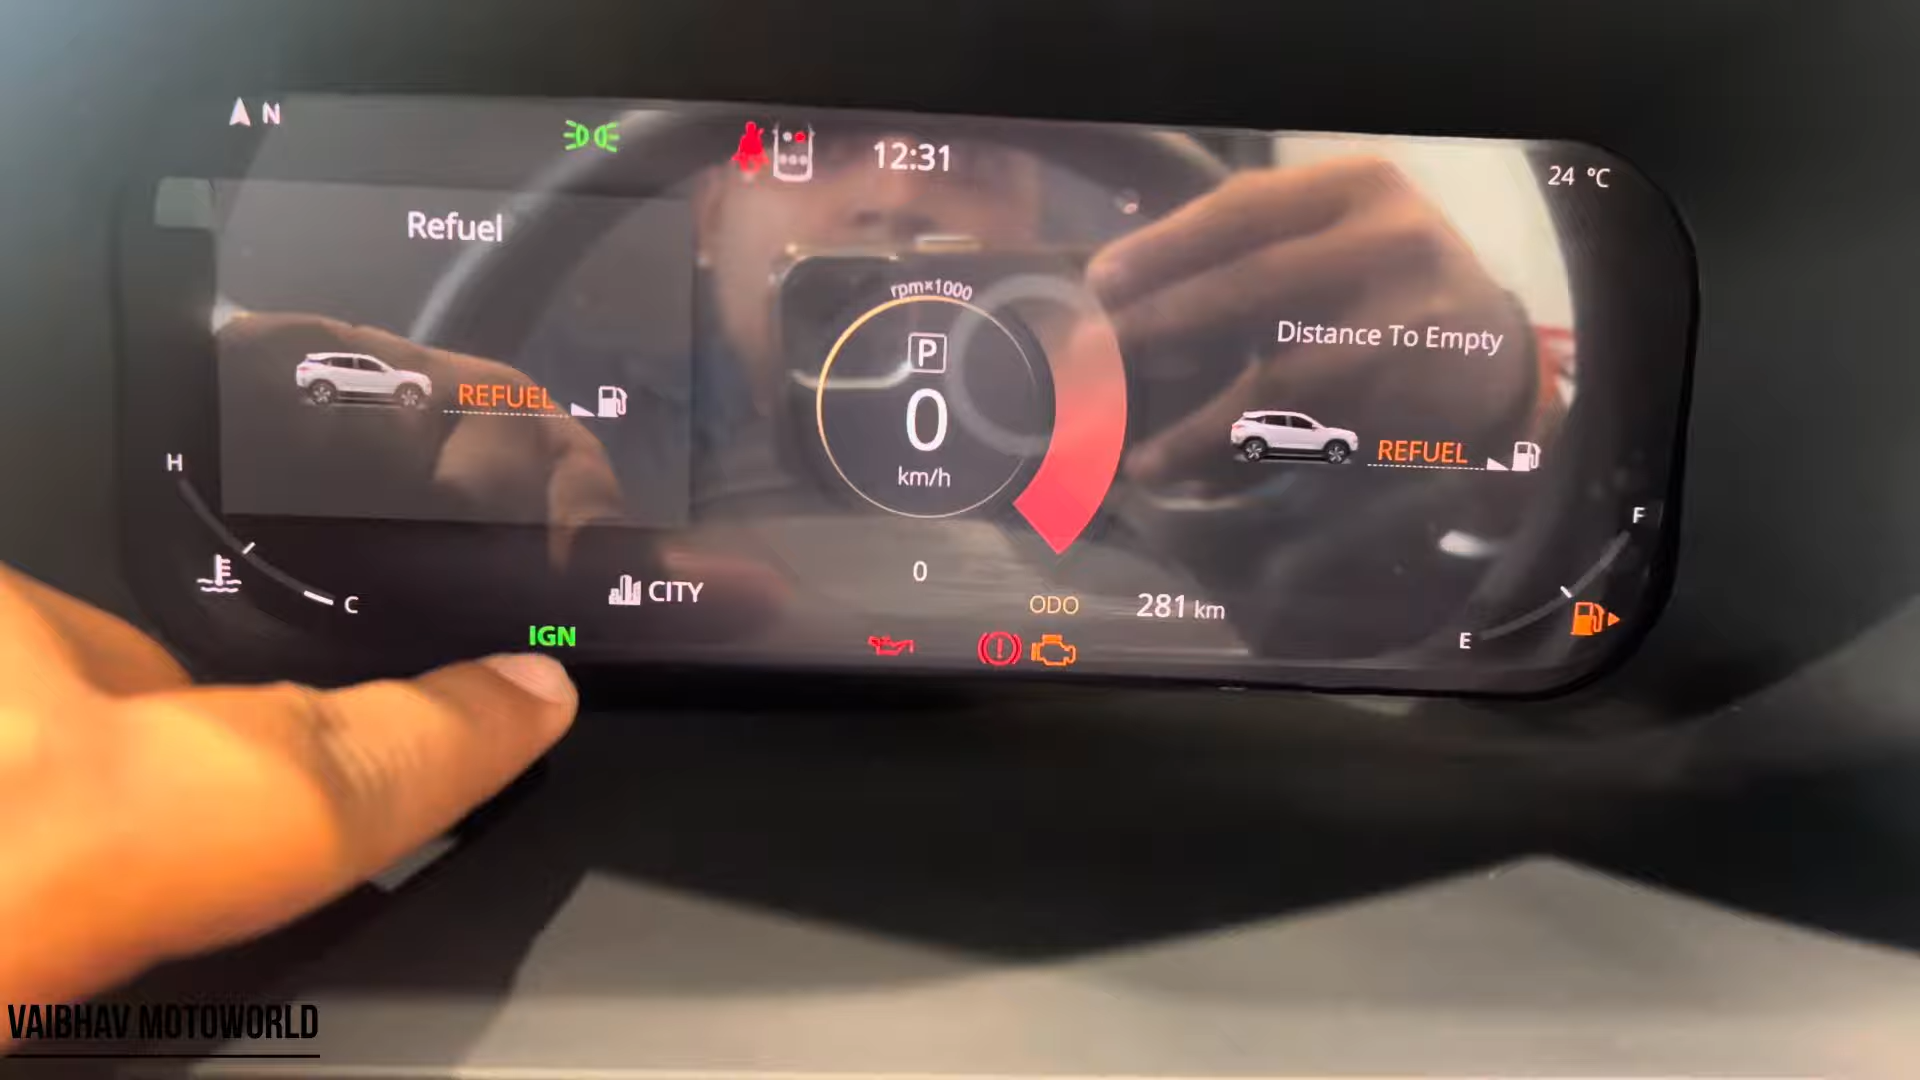 N
12:31
24 °C
Refuel
REFUEL
rpm×1000
P
0
km/h
Distance To Empty
REFUEL
H
C
CITY
IGN
0
ODO
281 km
F
E
VAIBHAV MOTOWORLD